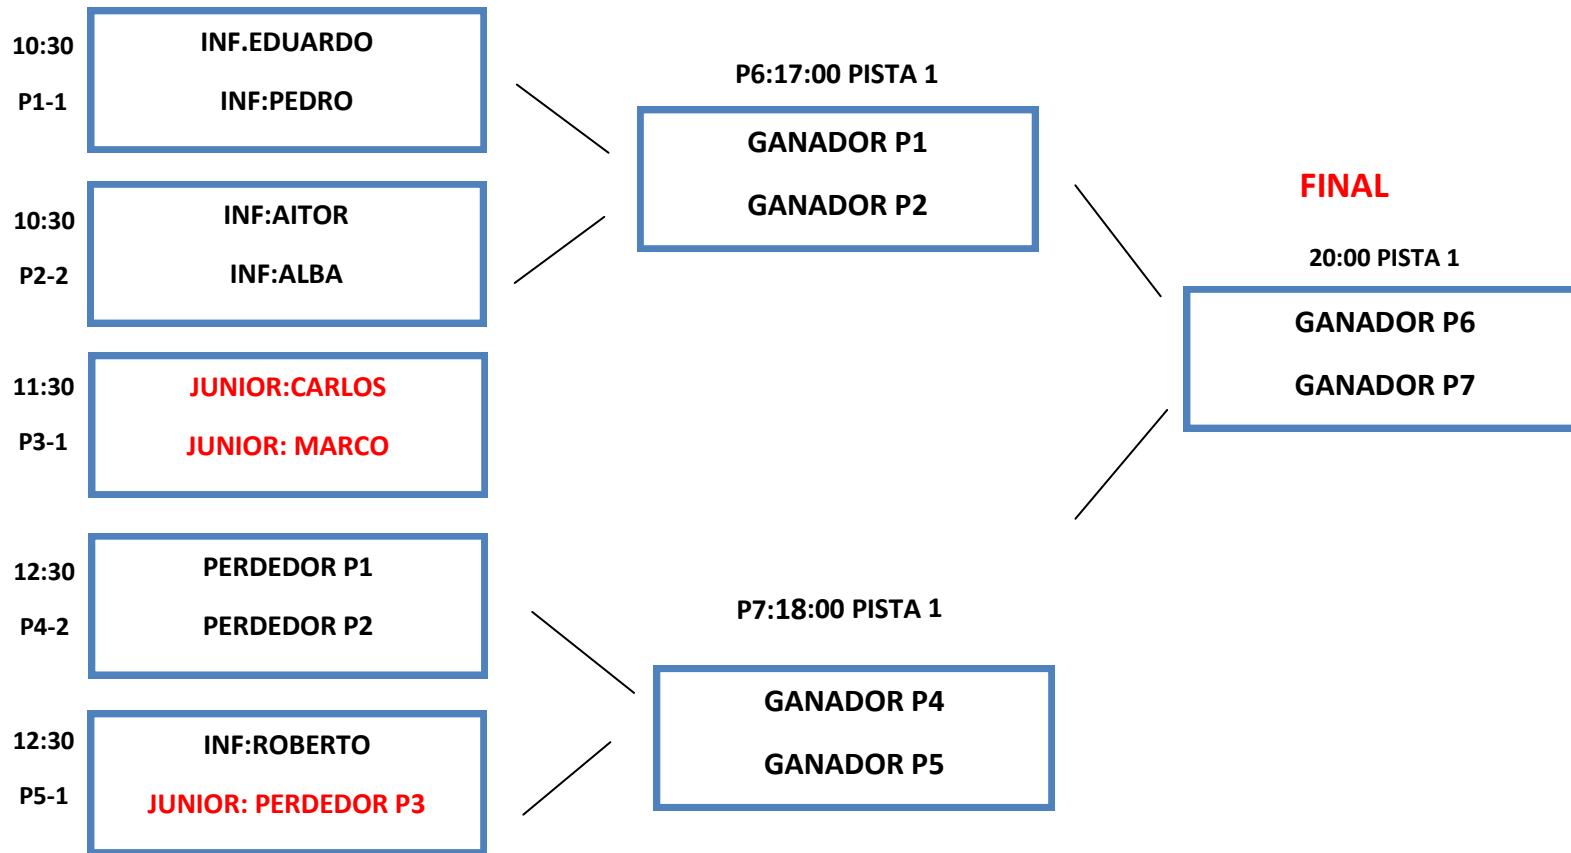 10:30
P1-1
INF.EDUARDO
INF:PEDRO
10:30
P2-2
INF:AITOR
INF:ALBA
11:30
P3-1
JUNIOR:CARLOS
JUNIOR: MARCO
12:30
P4-2
PERDEDOR P1
PERDEDOR P2
12:30
P5-1
INF:ROBERTO
JUNIOR: PERDEDOR P3
P6:17:00 PISTA 1
GANADOR P1
GANADOR P2
P7:18:00 PISTA 1
GANADOR P4
GANADOR P5
FINAL
20:00 PISTA 1
GANADOR P6
GANADOR P7